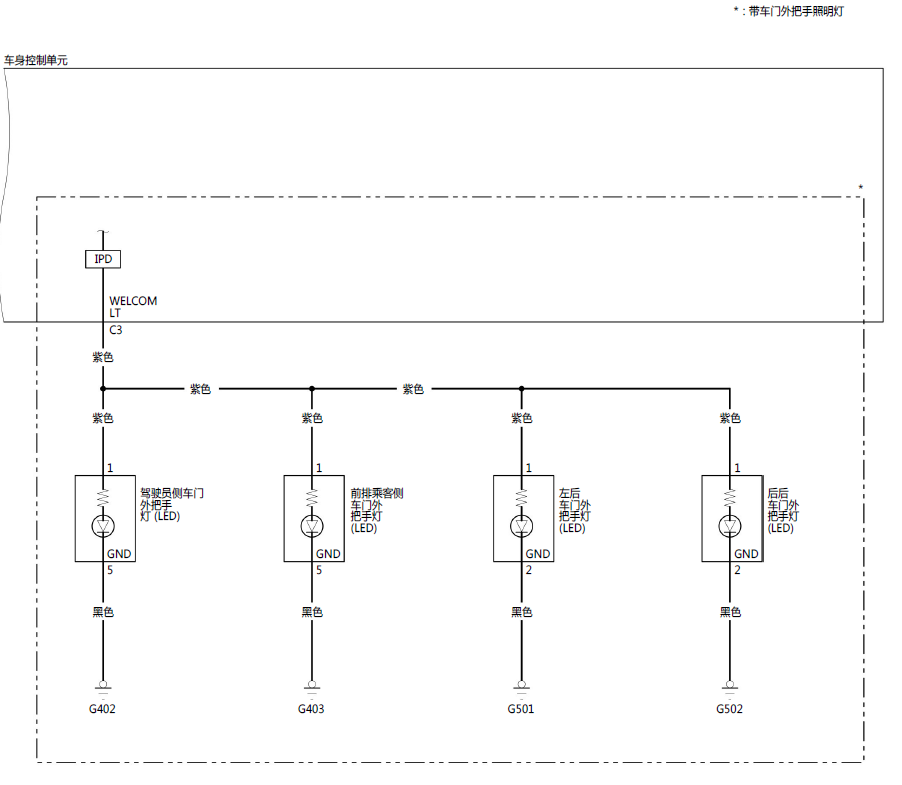 *：带车门外把手照明灯
车身控制单元
*
IPD
WELCOM
LT
C3
紫色
紫色 紫色
紫色 紫色 紫色 紫色
1 1 1 1
驾驶员侧车门
外把手
灯 (LED)
前排乘客侧
车门外
把手灯
(LED)
左后
车门外
把手灯
(LED)
后后
车门外
把手灯
(LED)
GND GND GND GND
5 5 2 2
黑色 黑色 黑色 黑色
G402 G403 G501 G502